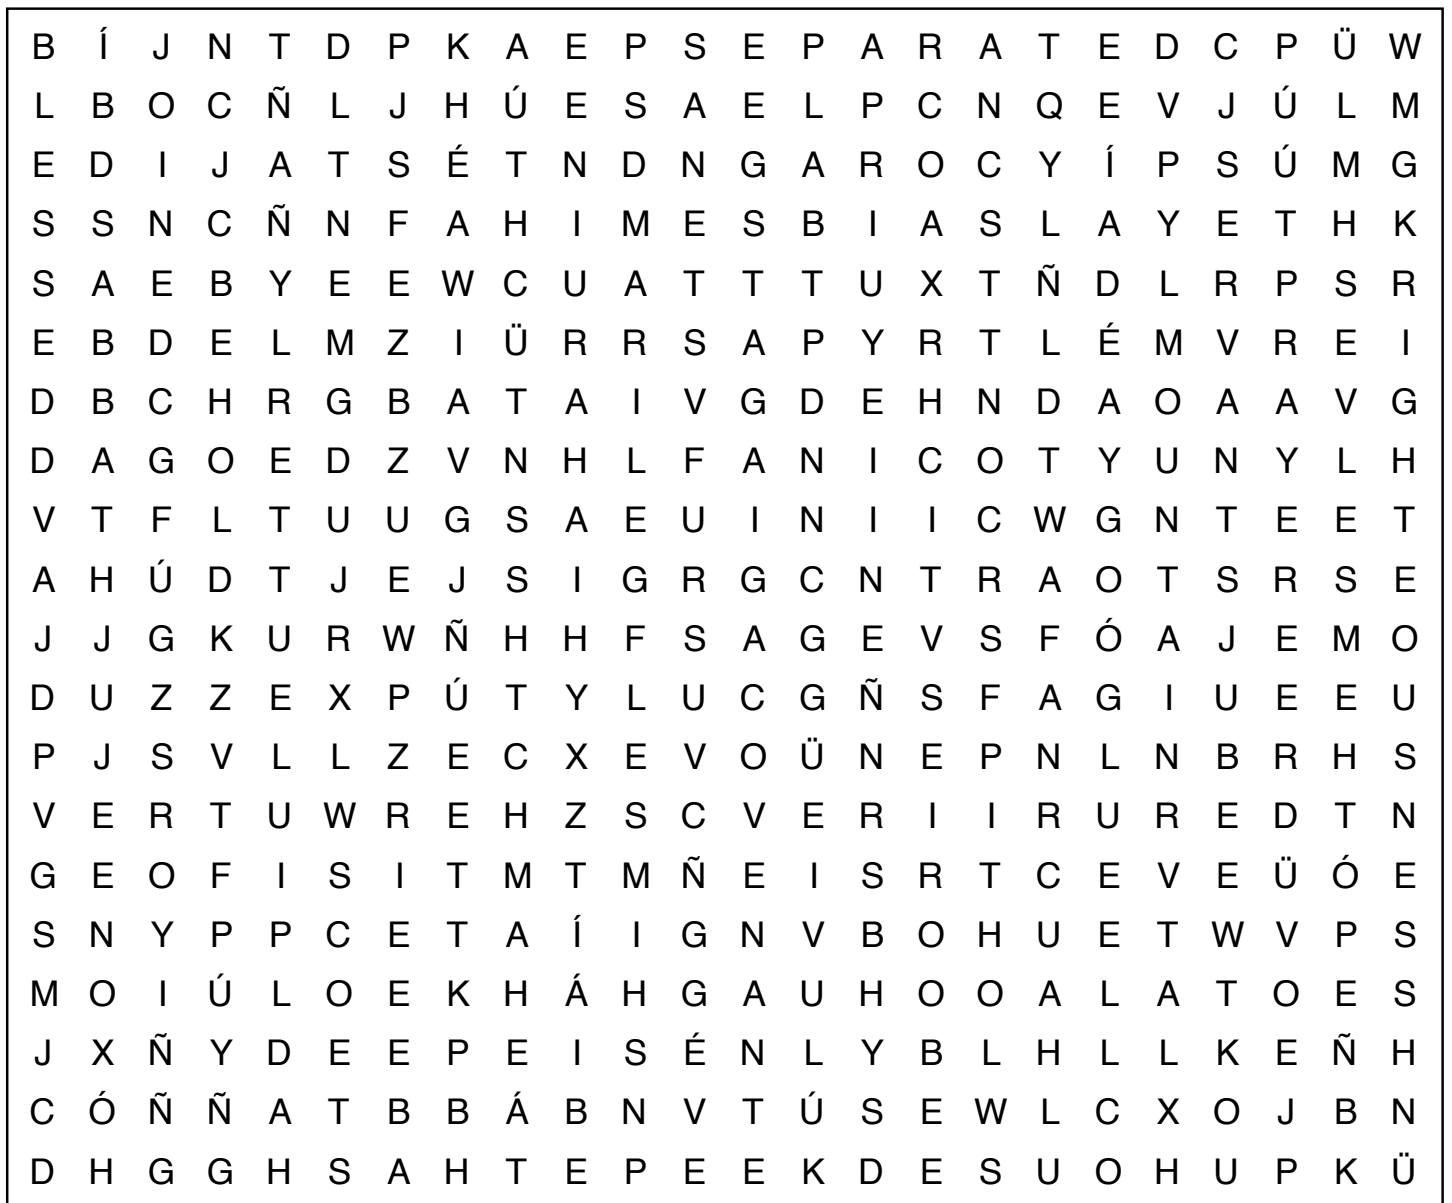 B Í J N T D P K A E P S E P A R A T E D C P Ü W
L B O C Ñ L J H Ú E S A E L P C N Q E V J Ú L M
E D I J A T S É T N D N G A R O C Y Í P S Ú M G
S S N C Ñ N F A H I M E S B I A S L A Y E T H K
S A E B Y E E W C U A T T T U X T Ñ D L R P S R
E B D E L M Z I Ü R R S A P Y R T L É M V R E I
D B C H R G B A T A I V G D E H N D A O A A V G
D A G O E D Z V N H L F A N I C O T Y U N Y L H
V T F L T U U G S A E U I N I I C W G N T E E T
A H Ú D T J E J S I G R G C N T R A O T S R S E
J J G K U R W Ñ H H F S A G E V S F Ó A J E M O
D U Z Z E X P Ú T Y L U C G Ñ S F A G I U E E U
P J S V L L Z E C X E V O Ü N E P N L N B R H S
V E R T U W R E H Z S C V E R I I R U R E D T N
G E O F I S I T M T M Ñ E I S R T C E V E Ü Ó E
S N Y P P C E T A Í I G N V B O H U E T W V P S
M O I Ú L O E K H Á H G A U H O O A L A T O E S
J X Ñ Y D E E P E I S É N L Y B L H L L K E Ñ H
C Ó Ñ Ñ A T B B Á B N V T Ú S E W L C X O J B N
D H G G H S A H T E P E E K D E S U O H U P K Ü